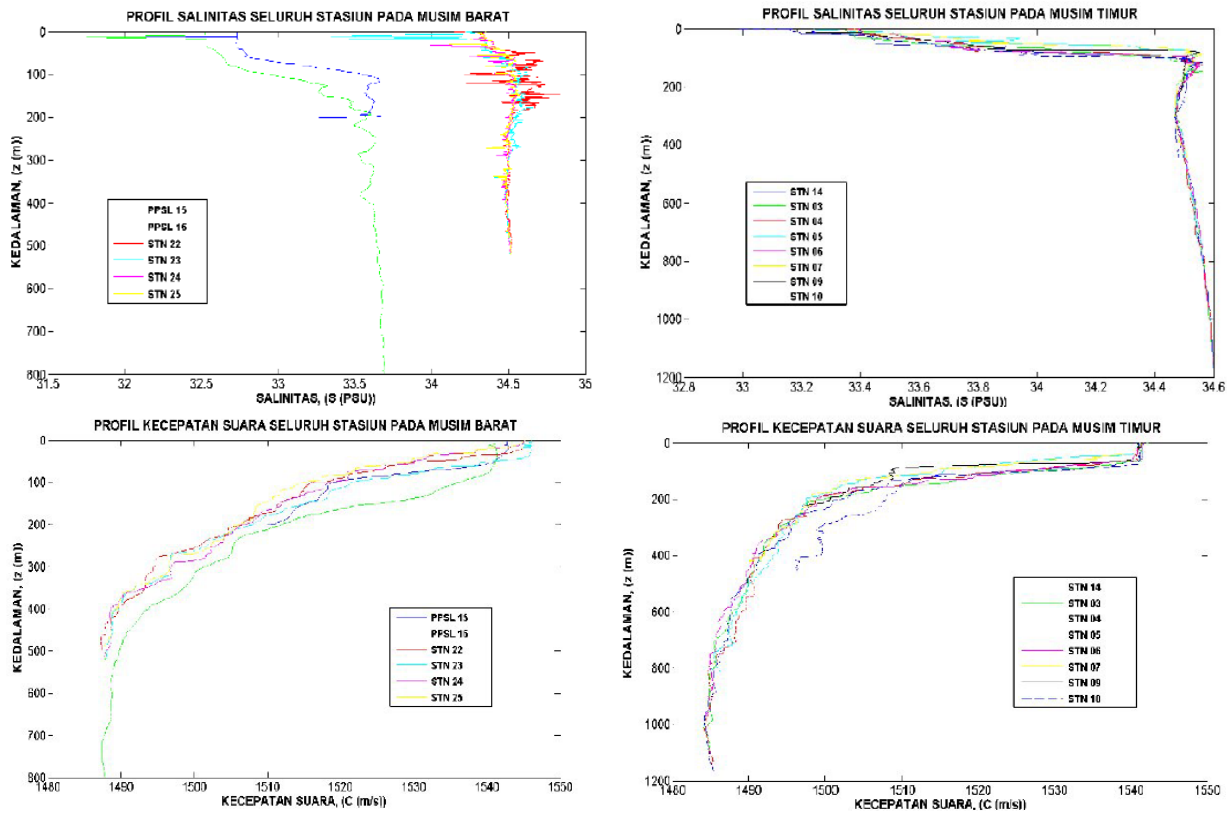 PROFIL SALINITAS SELURUH STASIUN PADA MUSIM BARAT
0
100
200
300
400
500
600
700
800
KEDALAMAN, (z (m))
PPSL 15
PPSL 16
STN 22
STN 23
STN 24
STN 25
31.5 32 32.5 33 33.5 34 34.5 35
SALINITAS, (S (PSU))
PROFIL SALINITAS SELURUH STASIUN PADA MUSIM TIMUR
0
200
400
600
800
1000
1200
KEDALAMAN, (z (m))
STN 14
STN 03
STN 04
STN 05
STN 06
STN 07
STN 09
STN 10
32.8 33 33.2 33.4 33.6 33.8 34 34.2 34.4 34.6
SALINITAS, (S (PSU))
PROFIL KECEPATAN SUARA SELURUH STASIUN PADA MUSIM BARAT
0
100
200
300
400
500
600
700
800
KEDALAMAN, (z (m))
PPSL 15
PPSL 16
STN 22
STN 23
STN 24
STN 25
1480 1490 1500 1510 1520 1530 1540 1550
KECEPATAN SUARA, (C (m/s))
PROFIL KECEPATAN SUARA SELURUH STASIUN PADA MUSIM TIMUR
0
200
400
600
800
1000
1200
KEDALAMAN, (z (m))
STN 14
STN 03
STN 04
STN 05
STN 06
STN 07
STN 09
STN 10
1480 1490 1500 1510 1520 1530 1540 1550
KECEPATAN SUARA, (C (m/s))